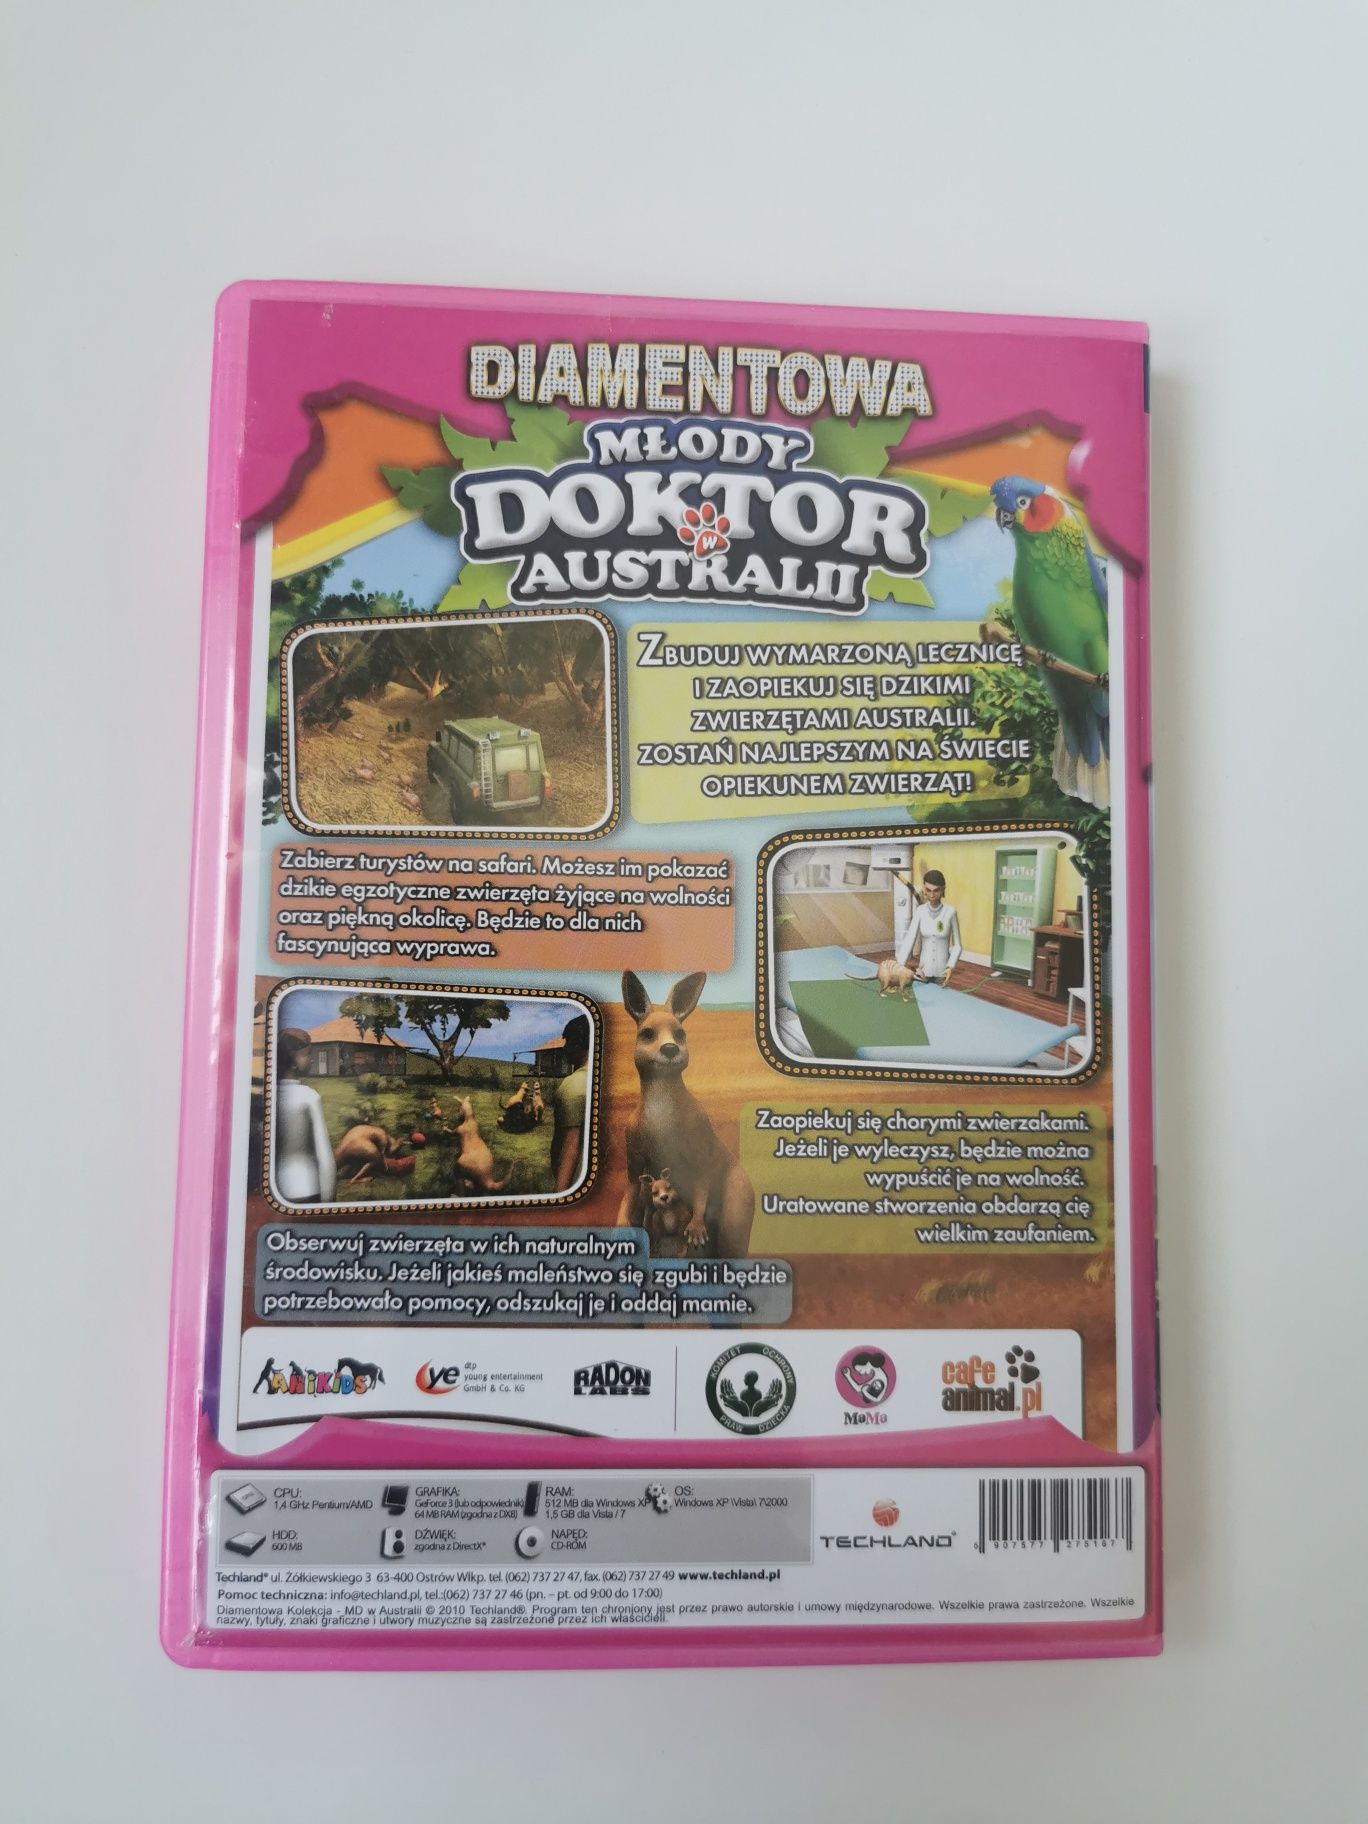 DIAMENTOWA
MŁODY
DOKTOR
W
AUSTRALII
ZBUDUJ WYMARZONĄ LECZNICĘ
I ZAOPIEKUJ SIĘ DZIKIMI
ZWIERZĘTAMI AUSTRALII.
ZOSTAŃ NAJLEPSZYM NA ŚWIECIE
OPIEKUNEM ZWIERZĄT!
Zabierz turystów na safari. Możesz im pokazać
dzikie egzotyczne zwierzęta żyjące na wolności
oraz piękną okolicę. Będzie to dla nich
fascynująca wyprawa.
Zaopiekuj się chorymi zwierzakami.
Jeżeli je wyleczysz, będzie można
wypuścić je na wolność.
Uratowane stworzenia obdarzą cię
wielkim zaufaniem.
Obserwuj zwierzęta w ich naturalnym
środowisku. Jeżeli jakieś maleństwo się zgubi i będzie
potrzebowało pomocy, odszukaj je i oddaj mamie.
ANIKIDS
ye dtp
young entertainment
GmbH & Co. KG
RADON
LABS
KOMITET OCHRONY
PRAW DZIECKA
MaMa
cafe
animal.pl
CPU:
1,4 GHz Pentium/AMD
GRAFIKA:
GeForce 3 (lub odpowiednik)
64 MB RAM (zgodna z DX8)
RAM:
512 MB dla Windows XP
1,5 GB dla Vista / 7
OS:
Windows XP \Vista\ 7\2000
HDD:
600 MB
DŹWIĘK:
zgodna z DirectX®
NAPĘD:
CD-ROM
TECHLAND®
5 907577 275187
Techland® ul. Żółkiewskiego 3 63-400 Ostrów Wlkp. tel. (062) 737 27 47, fax. (062) 737 27 49 www.techland.pl
Pomoc techniczna: info@techland.pl, tel.:(062) 737 27 46 (pn. – pt. od 9:00 do 17:00)
Diamentowa Kolekcja - MD w Australii © 2010 Techland®. Program ten chroniony jest przez prawo autorskie i umowy międzynarodowe. Wszelkie prawa zastrzeżone. Wszelkie
nazwy, tytuły, znaki graficzne i utwory muzyczne są zastrzeżone przez ich właścicieli.